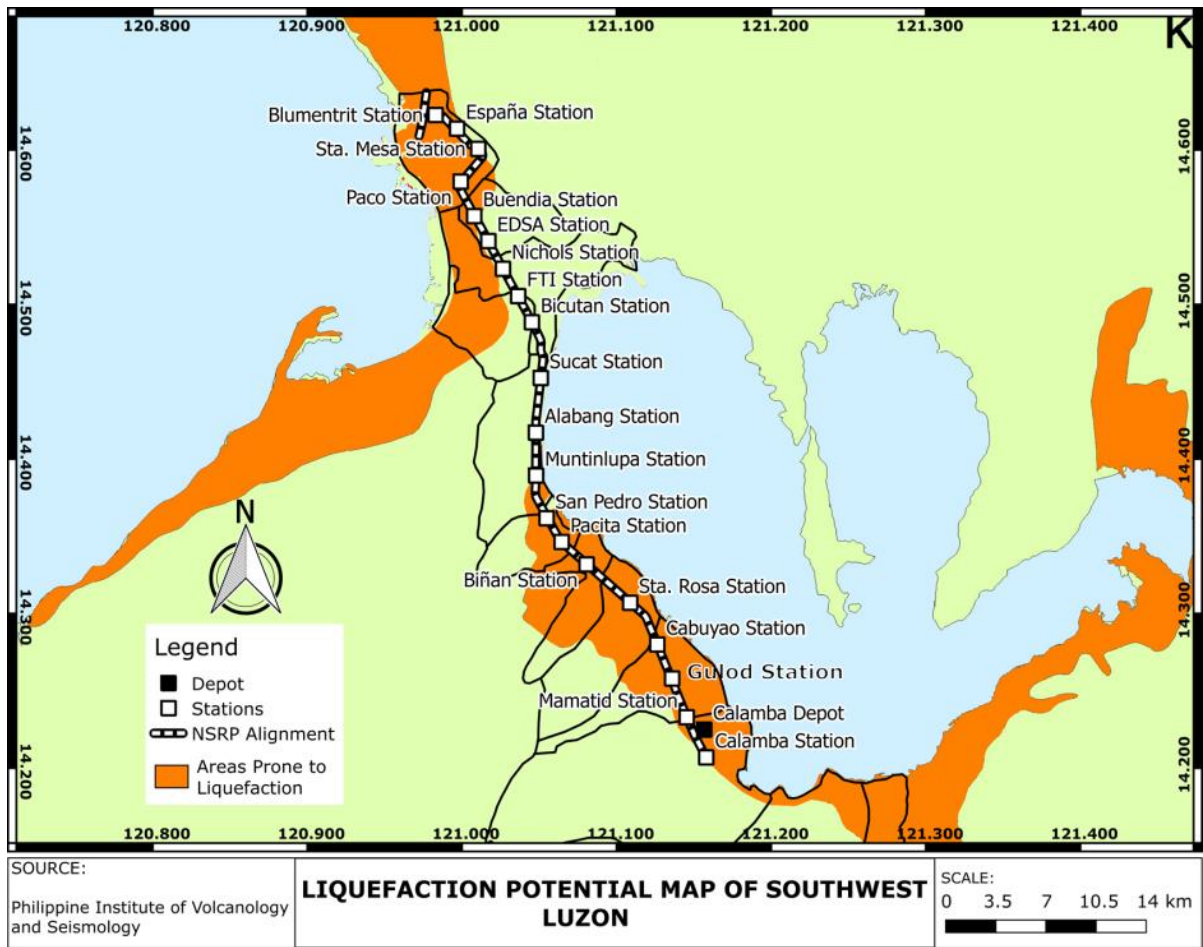 120.800 120.900 121.000 121.100 121.200 121.300 121.400
K
Blumentrit Station
España Station
14.600
14.600
Sta. Mesa Station
Paco Station
Buendia Station
EDSA Station
Nichols Station
FTI Station
14.500
14.500
Bicutan Station
Sucat Station
Alabang Station
14.400
14.400
Muntinlupa Station
San Pedro Station
N
Pacita Station
Biñan Station
Sta. Rosa Station
14.300
14.300
Cabuyao Station
Legend
Gulod Station
Depot
Mamatid Station
Stations
Calamba Depot
NSRP Alignment
Calamba Station
Areas Prone to
Liquefaction
14.200
14.200
120.800 120.900 121.000 121.100 121.200 121.300 121.400
SOURCE:
Philippine Institute of Volcanology
and Seismology
LIQUEFACTION POTENTIAL MAP OF SOUTHWEST
LUZON
SCALE:
0 3.5 7 10.5 14 km